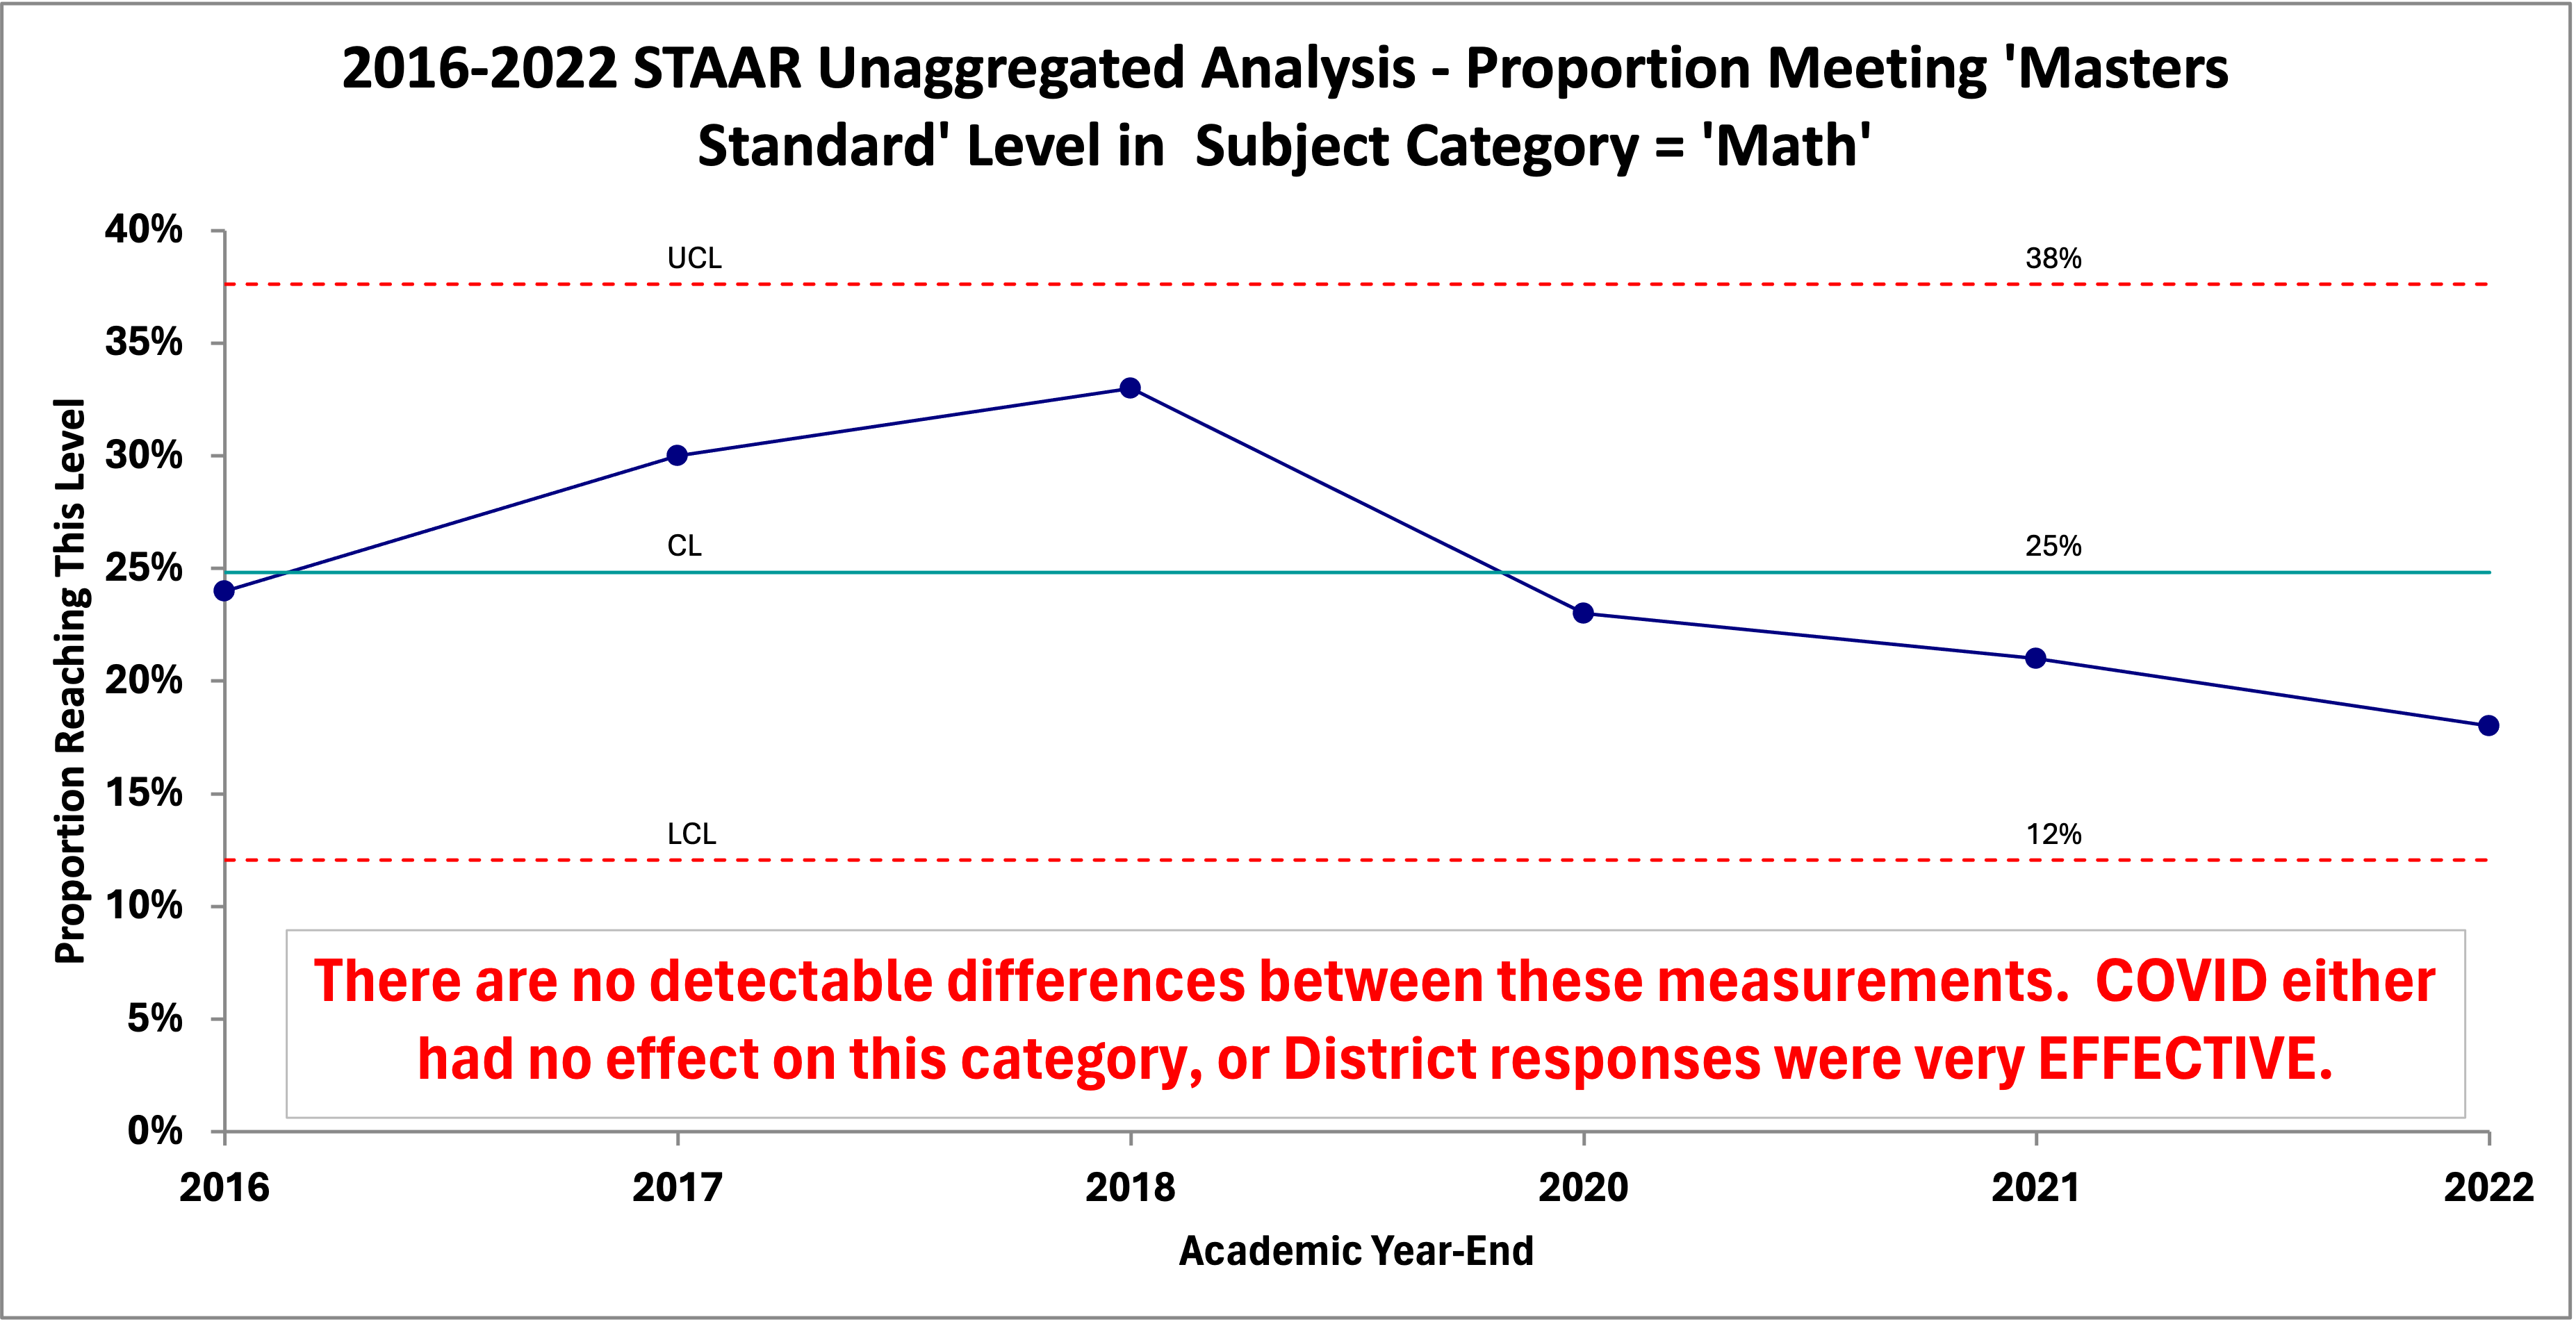 2016-2022 STAAR Unaggregated Analysis - Proportion Meeting 'Masters
Standard' Level in  Subject Category = 'Math'
Proportion Reaching This Level
40%
35%
30%
25%
20%
15%
10%
5%
0%
UCL
38%
CL
25%
LCL
12%
There are no detectable differences between these measurements.  COVID either
had no effect on this category, or District responses were very EFFECTIVE.
2016
2017
2018
2020
2021
2022
Academic Year-End